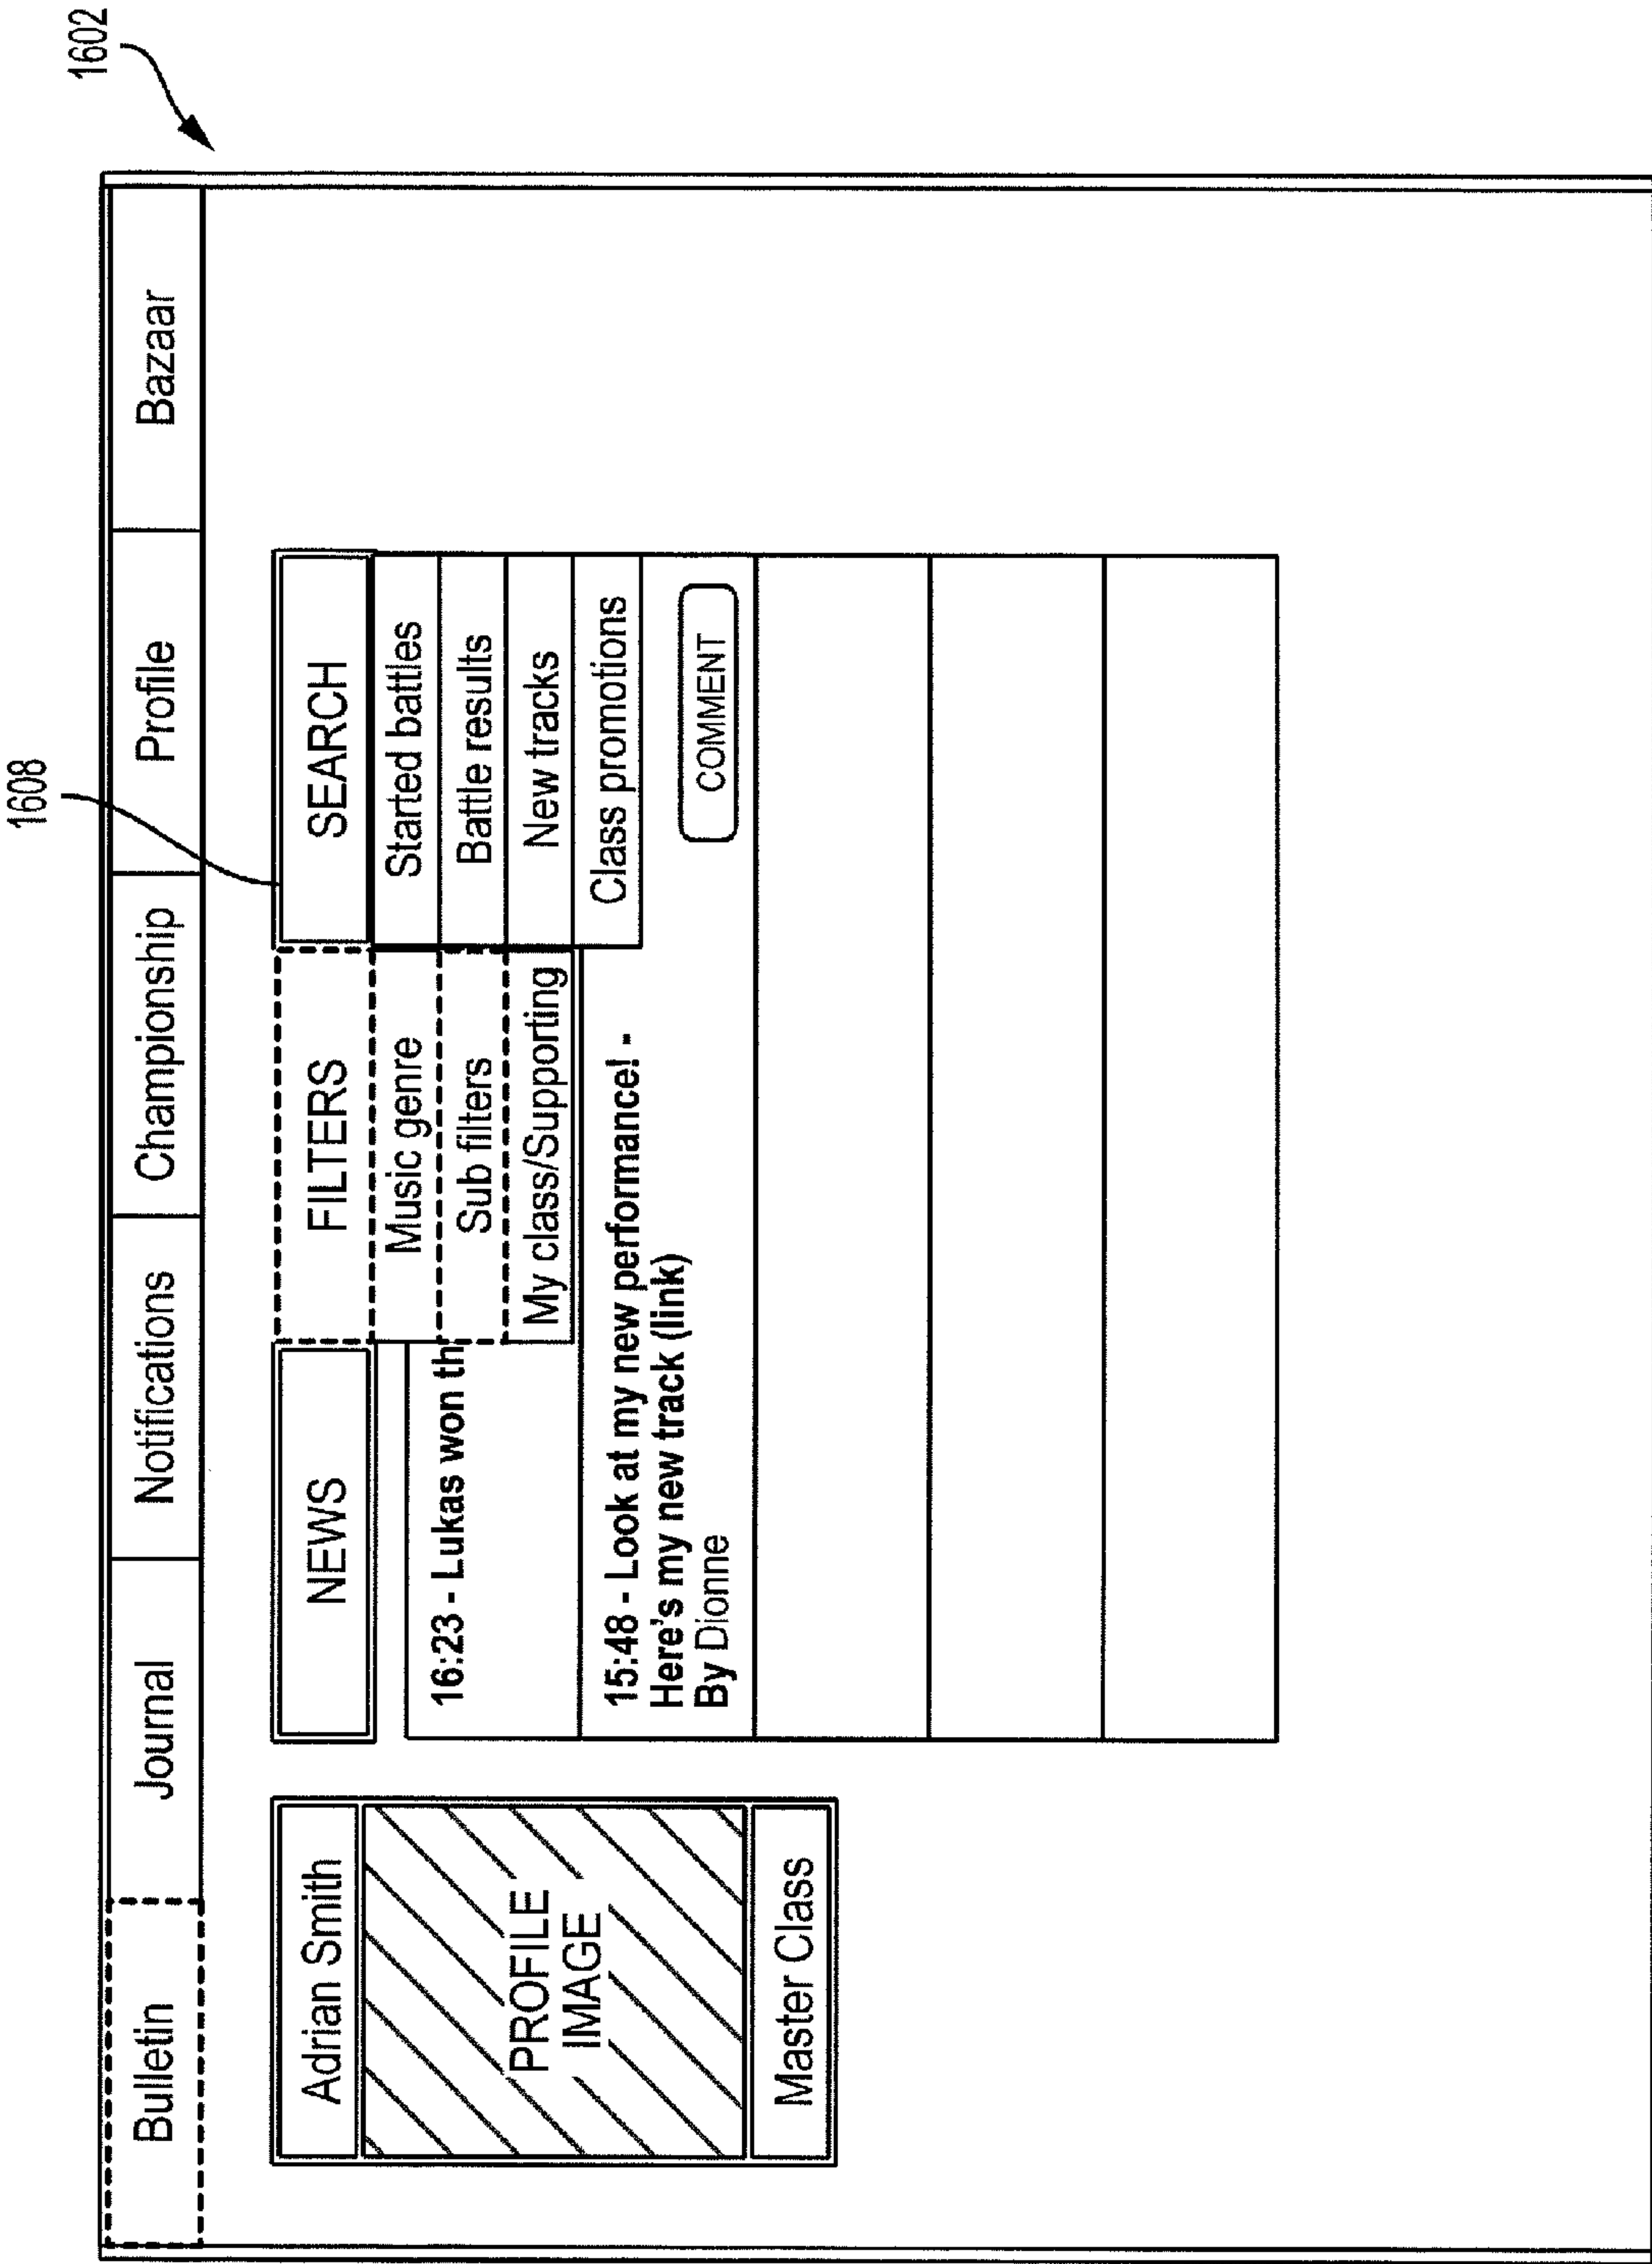 1602
1608
Bulletin
Journal
Notifications
Championship
Profile
Bazaar
Adrian Smith
PROFILE
IMAGE
Master Class
NEWS
FILTERS
SEARCH
Music genre
Sub filters
My class/Supporting
Started battles
Battle results
New tracks
Class promotions
16:23 - Lukas won th
15:48 - Look at my new performance! -
Here's my new track (link)
By Dionne
COMMENT